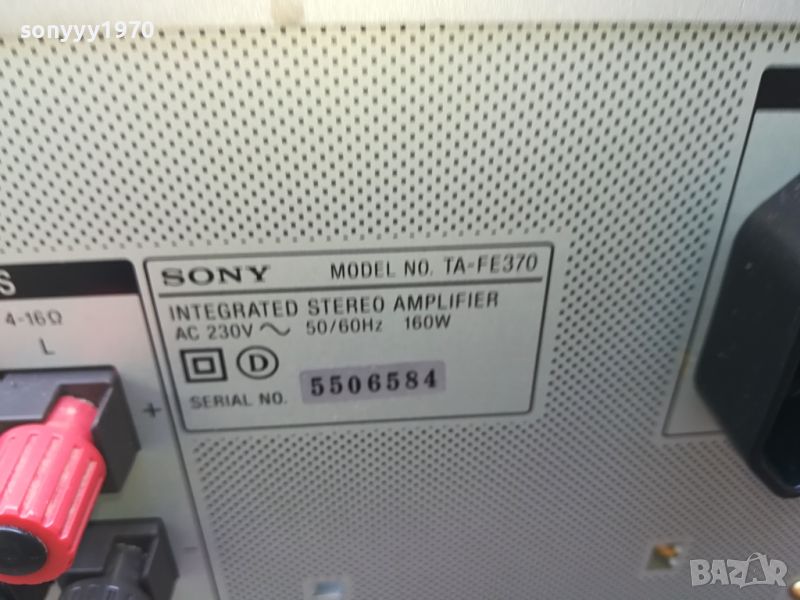 sonyyy1970
S
4-16Ω
L
+
SONY MODEL NO. TA-FE370
INTEGRATED STEREO AMPLIFIER
AC 230V ~ 50/60Hz 160W
D
SERIAL NO. 5506584
BAZAR